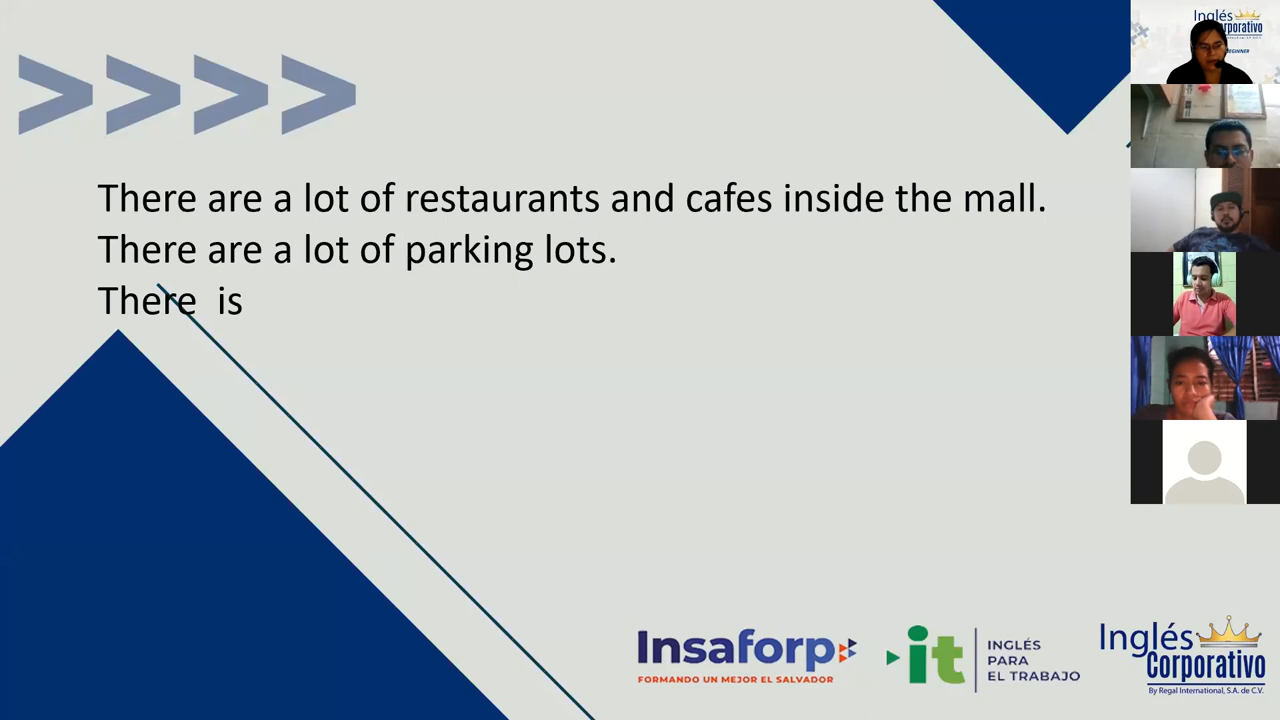 There are a lot of restaurants and cafes inside the mall.
There are a lot of parking lots.
There is
Insaforp
FORMANDO UN MEJOR EL SALVADOR
it
INGLÉS
PARA
EL TRABAJO
Inglés
Corporativo
By Regal International, S.A. de C.V.
Inglés